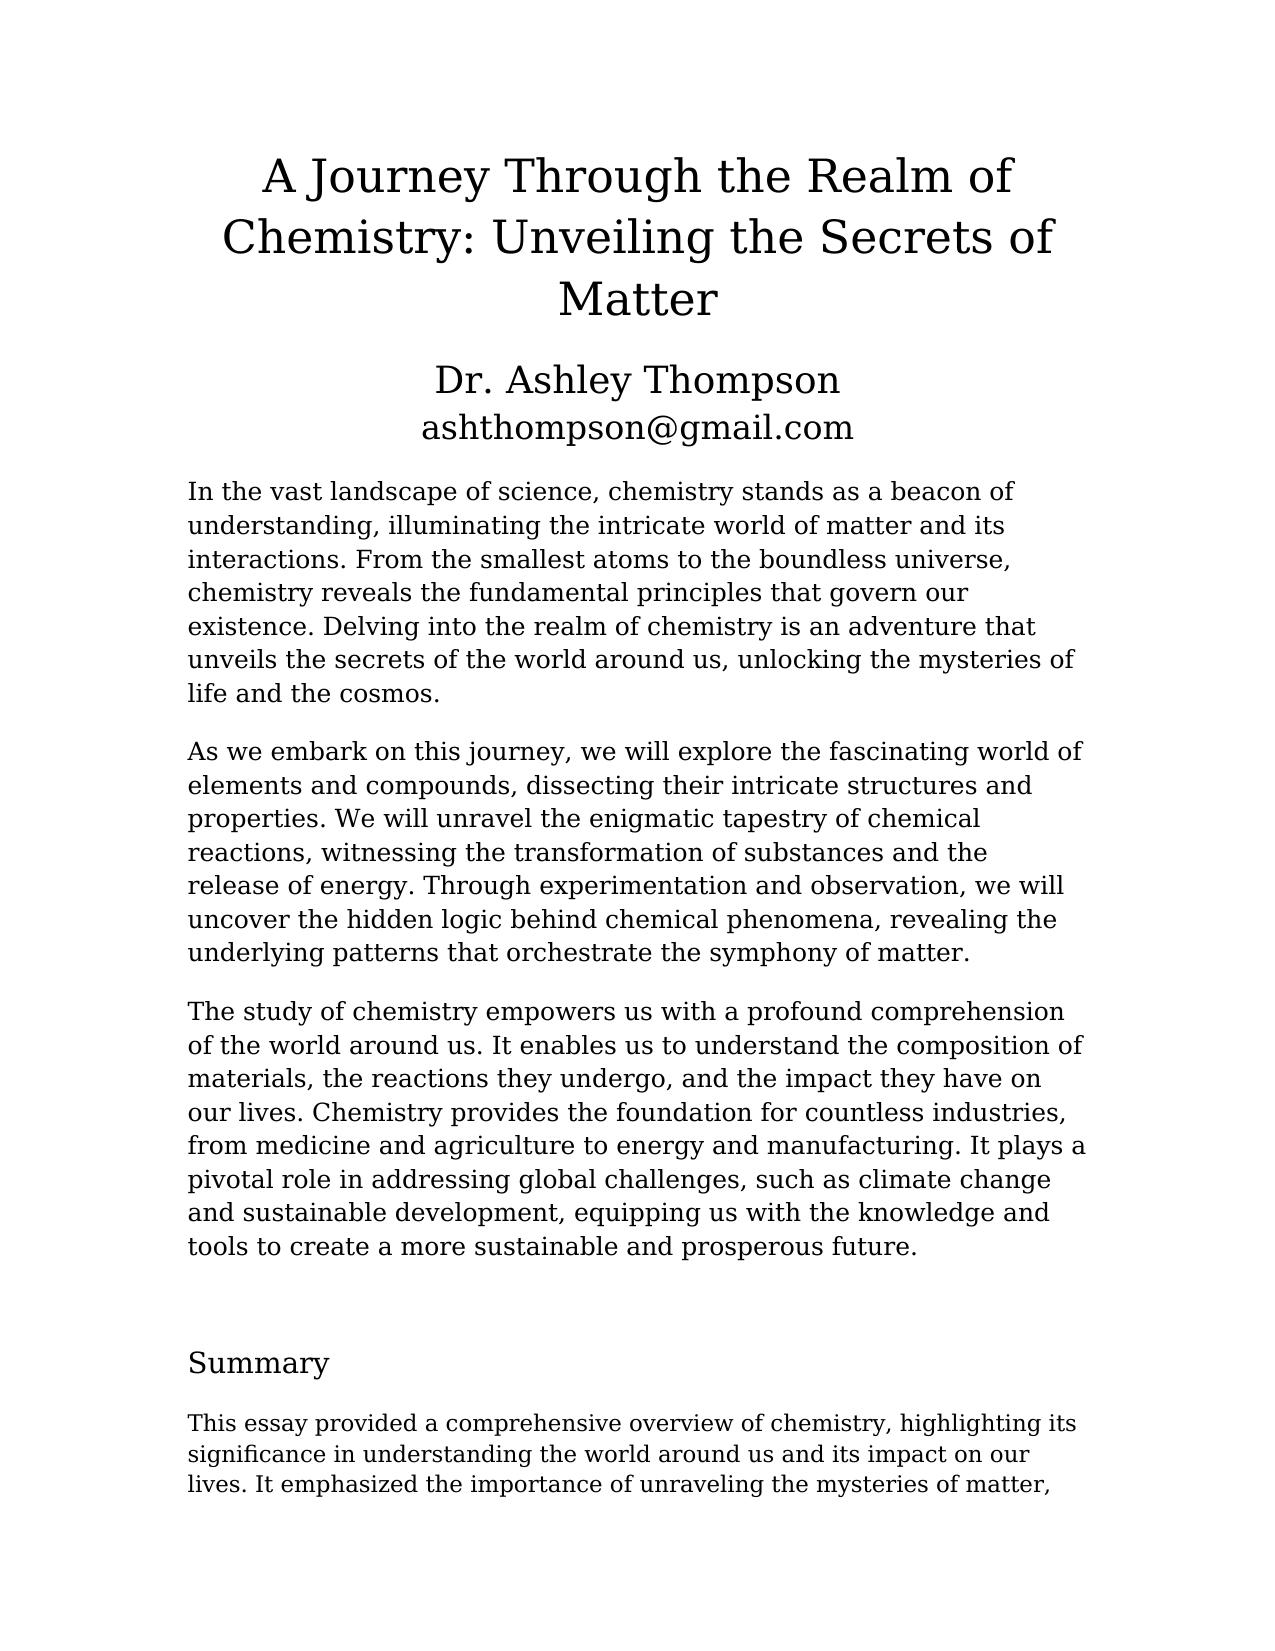 A Journey Through the Realm of
Chemistry: Unveiling the Secrets of
Matter
Dr. Ashley Thompson
ashthompson@gmail.com
In the vast landscape of science, chemistry stands as a beacon of
understanding, illuminating the intricate world of matter and its
interactions. From the smallest atoms to the boundless universe,
chemistry reveals the fundamental principles that govern our
existence. Delving into the realm of chemistry is an adventure that
unveils the secrets of the world around us, unlocking the mysteries of
life and the cosmos.
As we embark on this journey, we will explore the fascinating world of
elements and compounds, dissecting their intricate structures and
properties. We will unravel the enigmatic tapestry of chemical
reactions, witnessing the transformation of substances and the
release of energy. Through experimentation and observation, we will
uncover the hidden logic behind chemical phenomena, revealing the
underlying patterns that orchestrate the symphony of matter.
The study of chemistry empowers us with a profound comprehension
of the world around us. It enables us to understand the composition of
materials, the reactions they undergo, and the impact they have on
our lives. Chemistry provides the foundation for countless industries,
from medicine and agriculture to energy and manufacturing. It plays a
pivotal role in addressing global challenges, such as climate change
and sustainable development, equipping us with the knowledge and
tools to create a more sustainable and prosperous future.
Summary
This essay provided a comprehensive overview of chemistry, highlighting its
significance in understanding the world around us and its impact on our
lives. It emphasized the importance of unraveling the mysteries of matter,